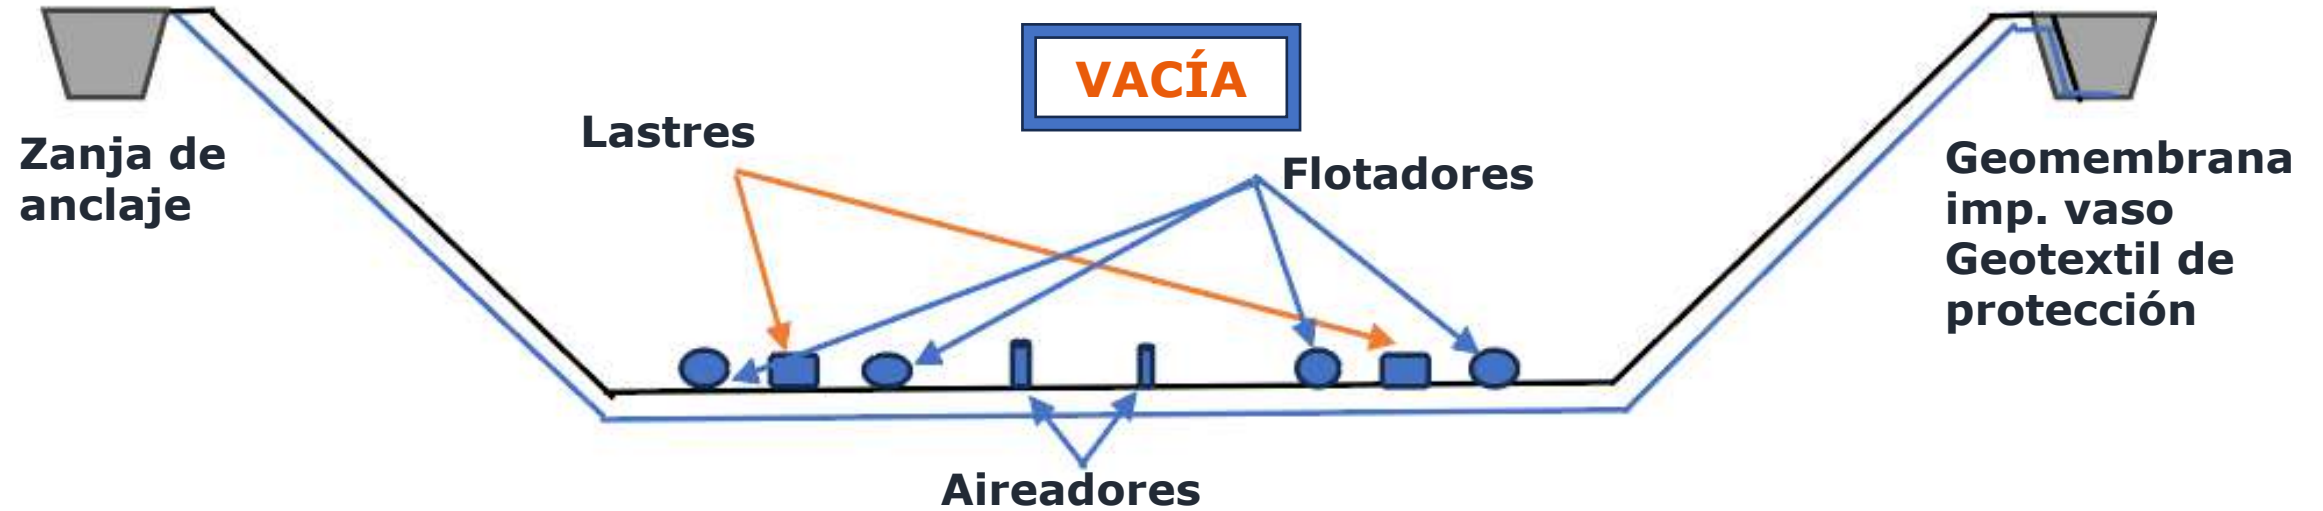 VACÍA
Lastres
Flotadores
Zanja de
anclaje
Geomembrana
imp. vaso
Geotextil de
protección
Aireadores